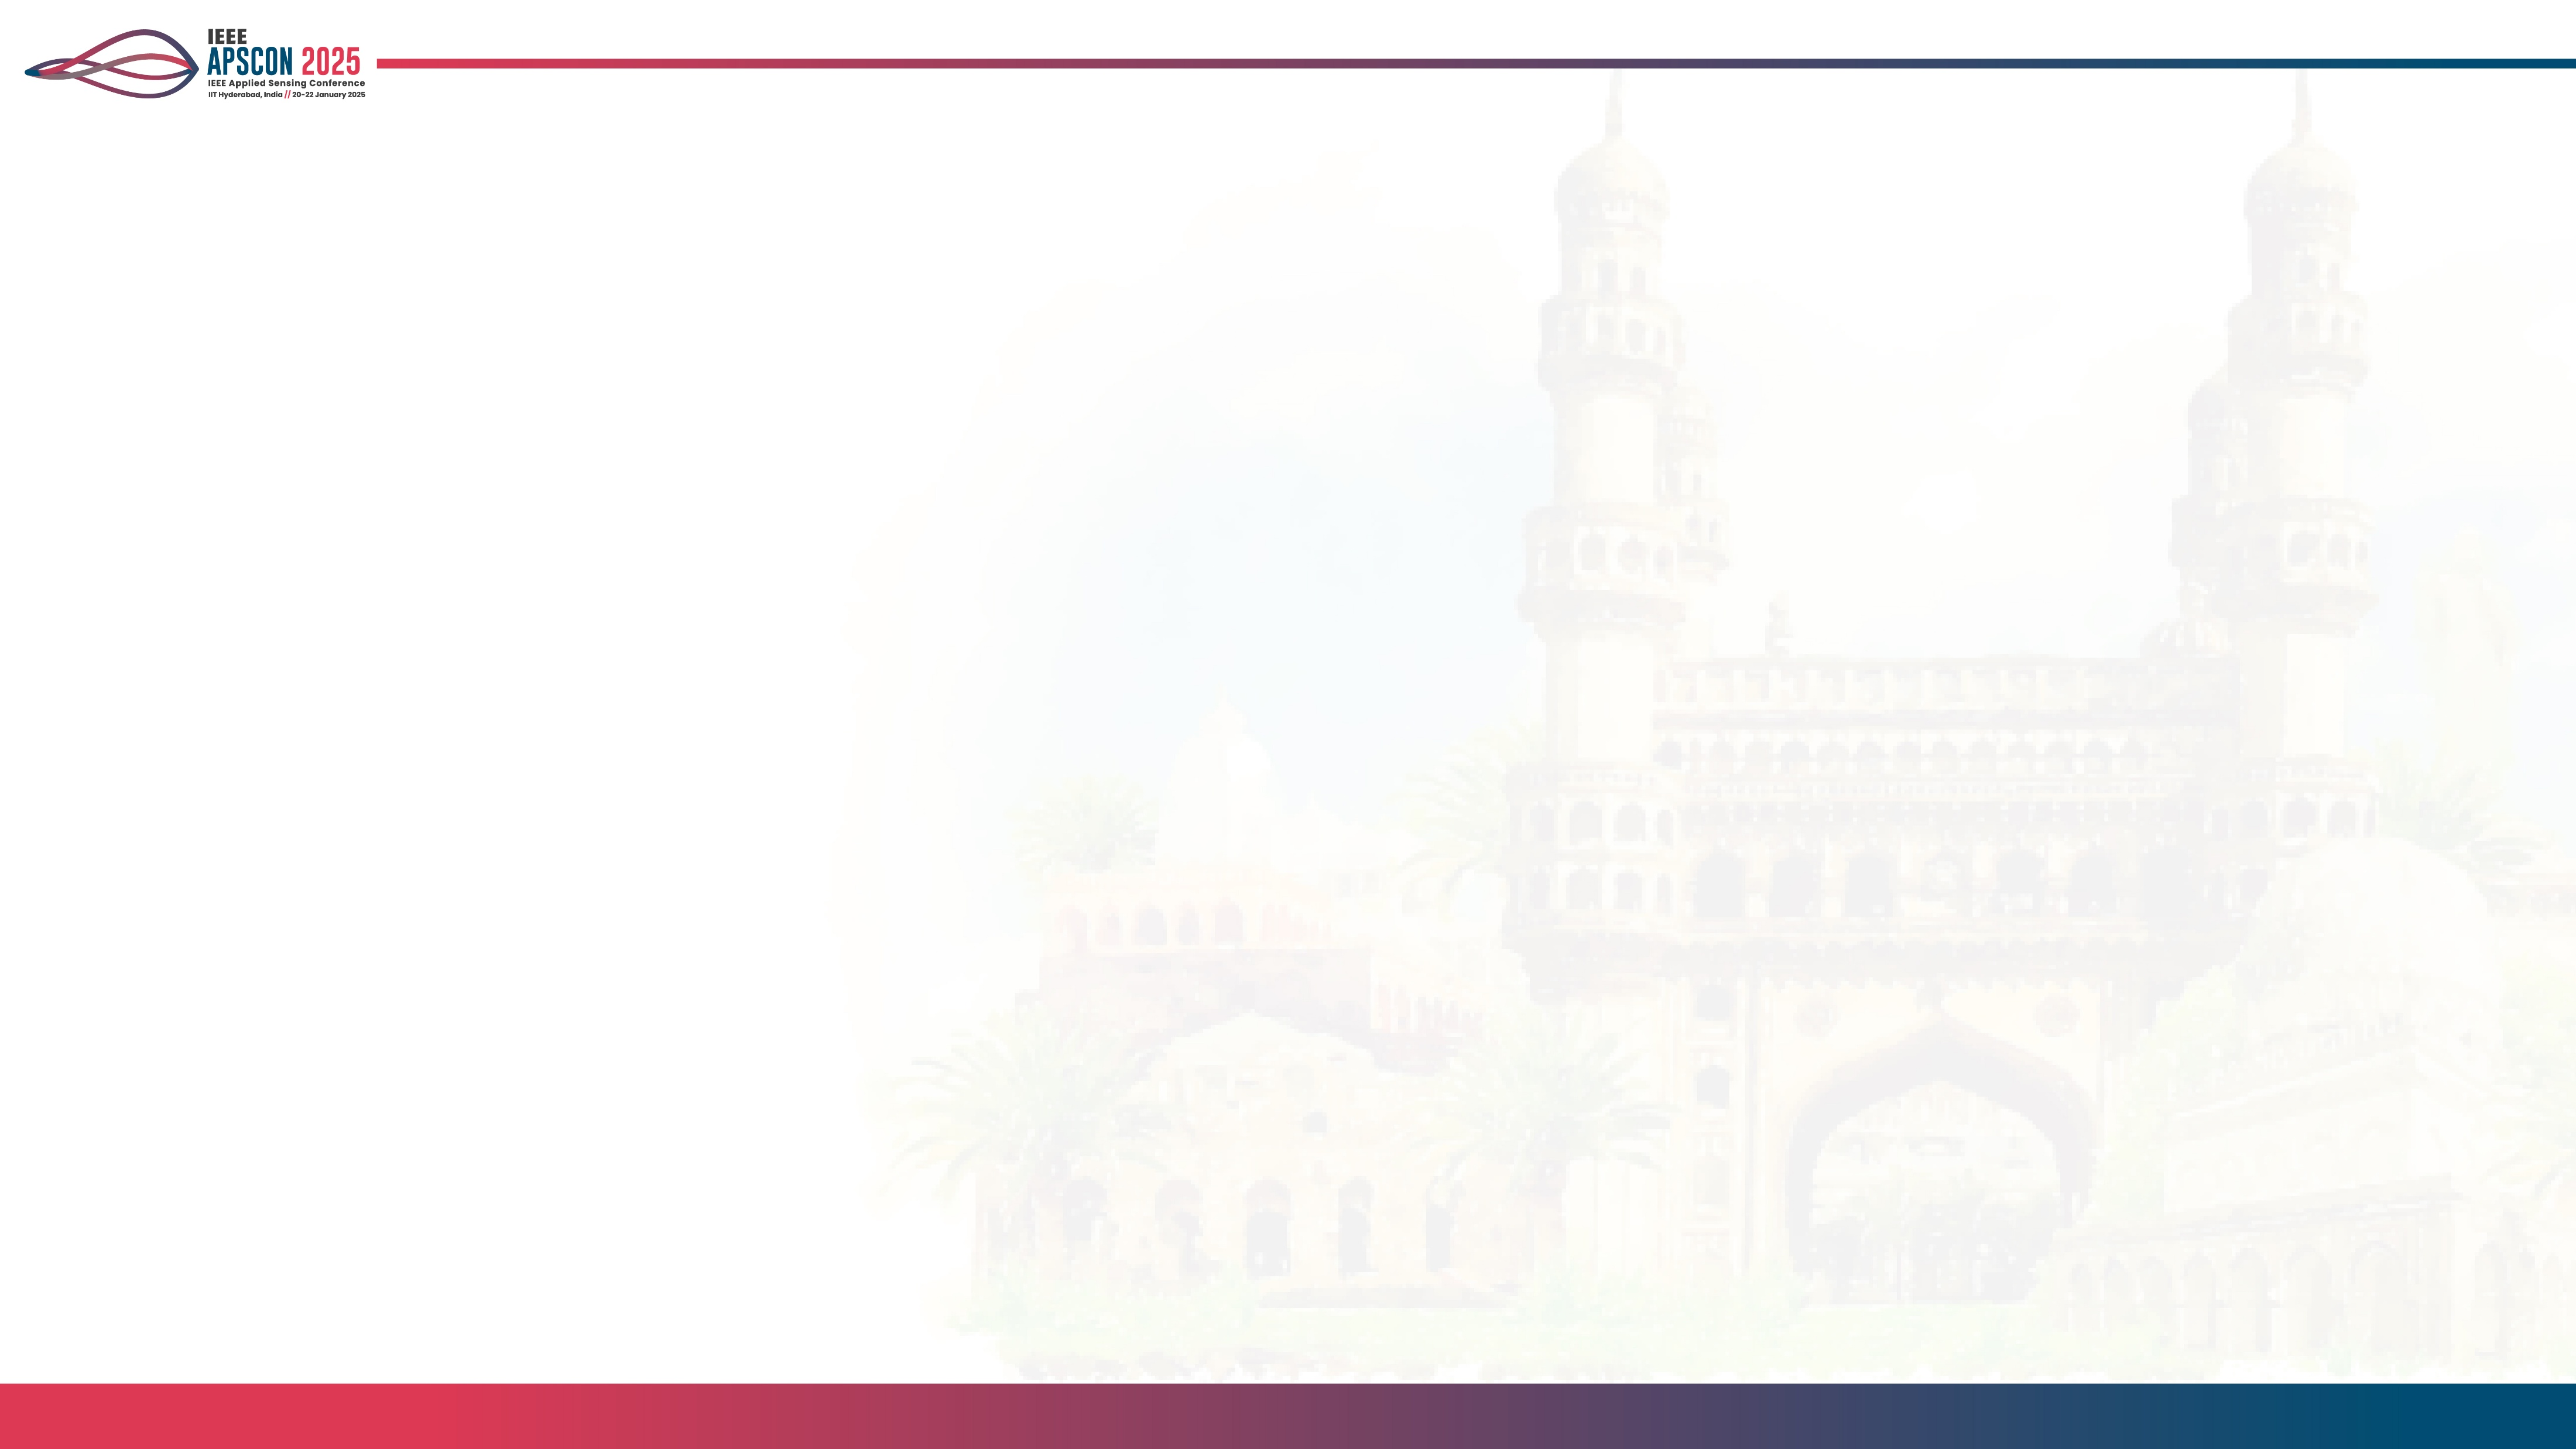 IEEE
APSCON 2025
IEEE Applied Sensing Conference
IIT Hyderabad, India // 20-22 January 2025